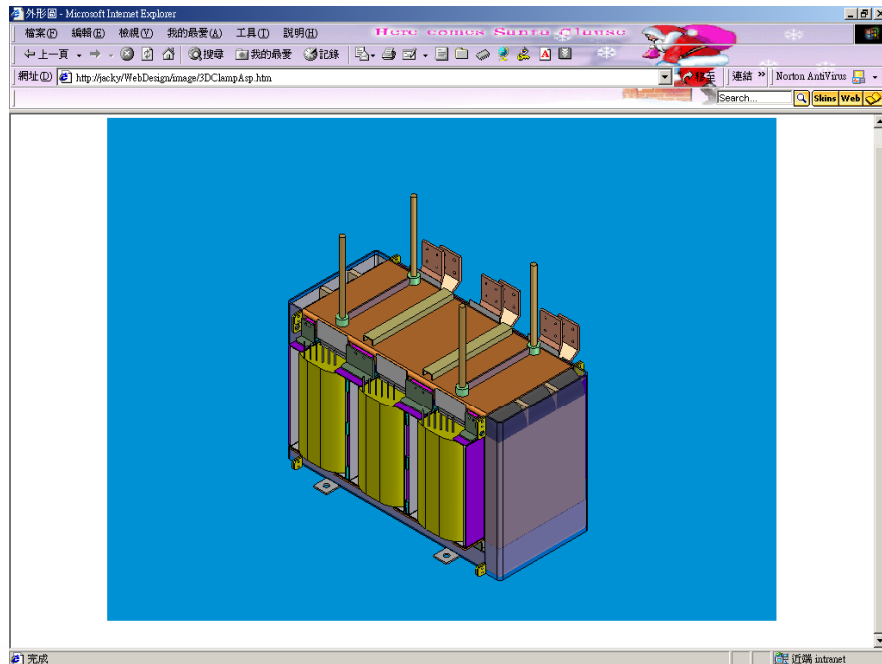 外形圖 - Microsoft Internet Explorer
檔案(F) 編輯(E) 檢視(V) 我的最愛(A) 工具(T) 說明(H) Here comes Santa Clause
上一頁 搜尋 我的最愛 記錄
網址(D) http://jacky/WebDesign/image/3DClampAsp.htm 移至 連結 » Norton AntiVirus
Search... Skins Web
完成 近端 intranet